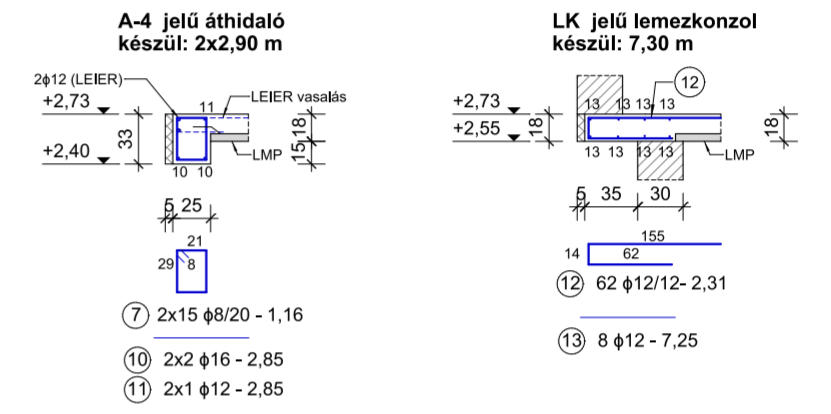 A-4 jelű áthidaló
készül: 2x2,90 m
2ϕ12 (LEIER)
11
LEIER vasalás
+2,73
33
18
+2,40
15
LMP
10 10
5 25
21
29
8
7 2x15 ϕ8/20 - 1,16
10 2x2 ϕ16 - 2,85
11 2x1 ϕ12 - 2,85
LK jelű lemezkonzol
készül: 7,30 m
12
+2,73
13 13 13 13
+2,55
18
18
13 13 13 13
LMP
5 35 30
155
14
62
12 62 ϕ12/12- 2,31
13 8 ϕ12 - 7,25